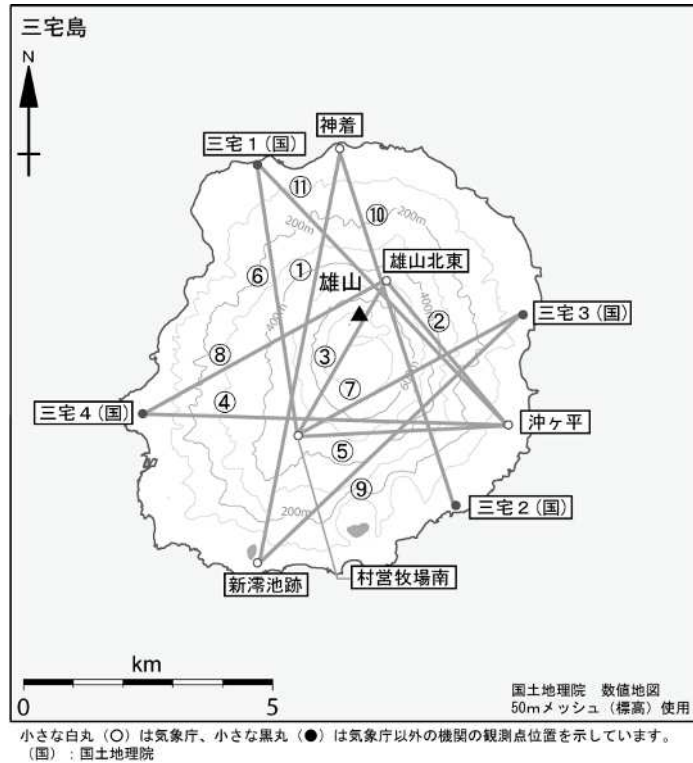 三宅島
N
神着
三宅1(国)
⑪
⑩
200m
200m
雄山北東
①
⑥
雄山
400m
400m
②
三宅3(国)
③
⑧
⑦
④
三宅4(国)
沖ヶ平
⑤
⑨
三宅2(国)
200m
新澪池跡
村営牧場南
km
0 5
国土地理院 数値地図
50mメッシュ(標高)使用
小さな白丸(○)は気象庁、小さな黒丸(●)は気象庁以外の機関の観測点位置を示しています。
(国):国土地理院